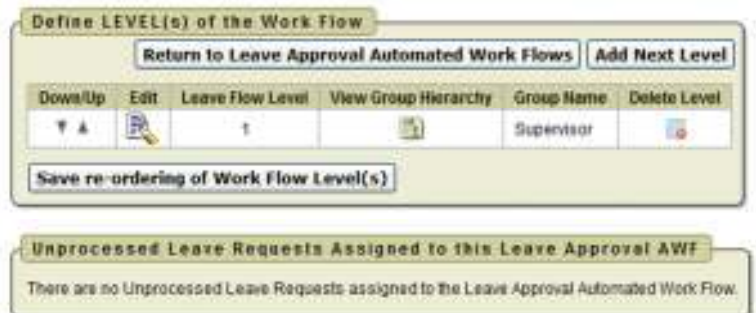 Define LEVEL(s) of the Work Flow
Return to Leave Approval Automated Work Flows Add Next Level
Down/Up Edit Leave Flow Level View Group Hierarchy Group Name Delete Level
1 Supervisor
Save re-ordering of Work Flow Level(s)
Unprocessed Leave Requests Assigned to this Leave Approval AWF
There are no Unprocessed Leave Requests assigned to the Leave Approval Automated Work Flow.